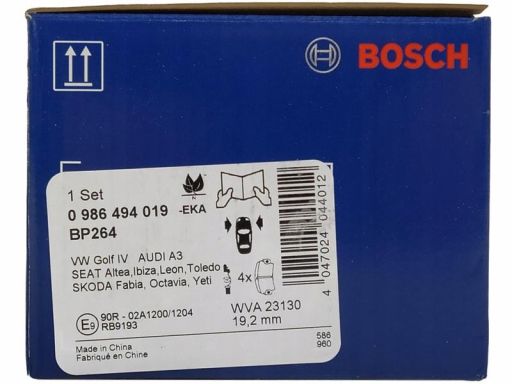 BOSCH
1 Set
0 986 494 019 -EKA
BP264
VW Golf IV AUDI A3
SEAT Altea,Ibiza,Leon,Toledo
SKODA Fabia, Octavia, Yeti
4x
WVA 23130
19,2 mm
E9 90R - 02A1200/1204
RB9193
Made in China
Fabriqué en Chine
586
960
4 047024 044012